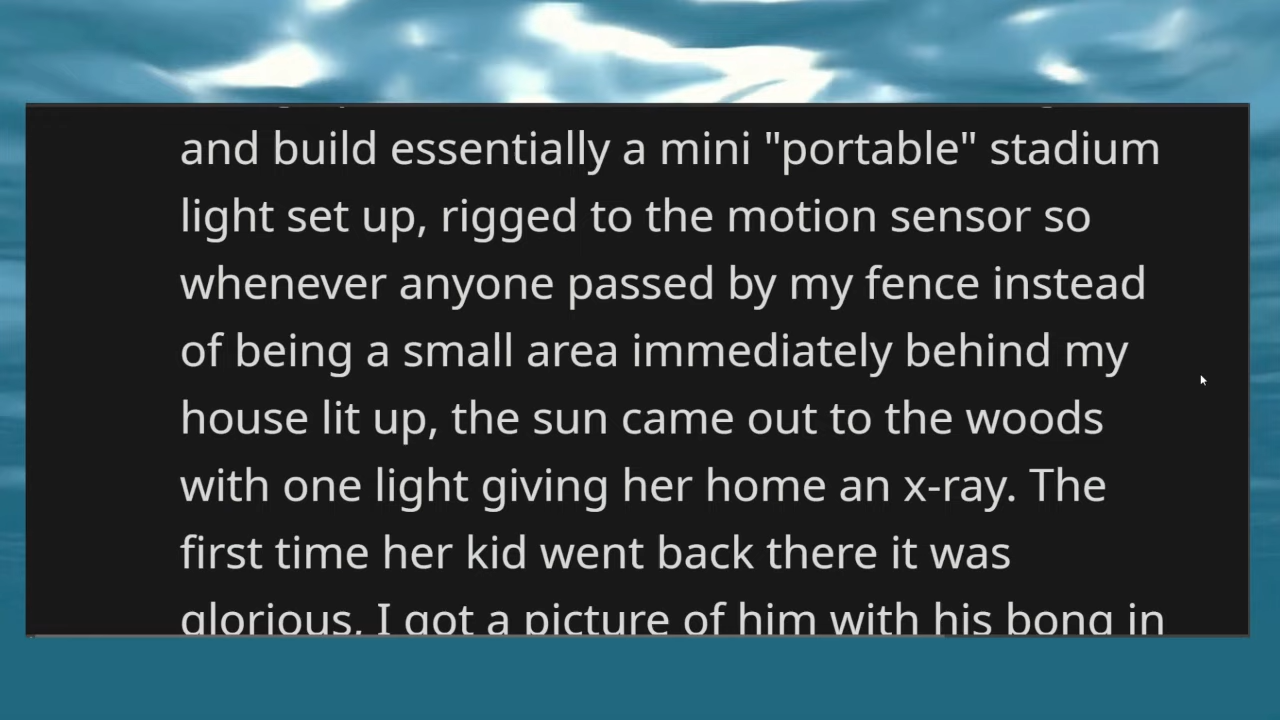 and build essentially a mini "portable" stadium
light set up, rigged to the motion sensor so
whenever anyone passed by my fence instead
of being a small area immediately behind my
house lit up, the sun came out to the woods
with one light giving her home an x-ray. The
first time her kid went back there it was
glorious, I got a picture of him with his bong in